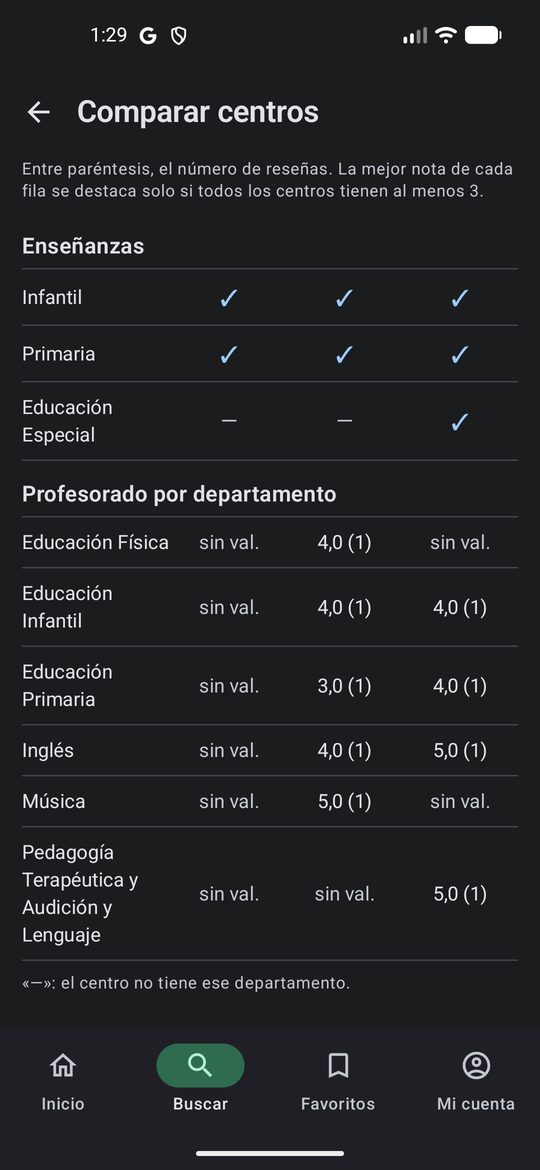 1:29
Comparar centros
Entre paréntesis, el número de reseñas. La mejor nota de cada
fila se destaca solo si todos los centros tienen al menos 3.
Enseñanzas
Infantil ✓ ✓ ✓
Primaria ✓ ✓ ✓
Educación
Especial — — ✓
Profesorado por departamento
Educación Física sin val. 4,0 (1) sin val.
Educación
Infantil sin val. 4,0 (1) 4,0 (1)
Educación
Primaria sin val. 3,0 (1) 4,0 (1)
Inglés sin val. 4,0 (1) 5,0 (1)
Música sin val. 5,0 (1) sin val.
Pedagogía
Terapéutica y
Audición y
Lenguaje sin val. sin val. 5,0 (1)
«—»: el centro no tiene ese departamento.
Inicio Buscar Favoritos Mi cuenta